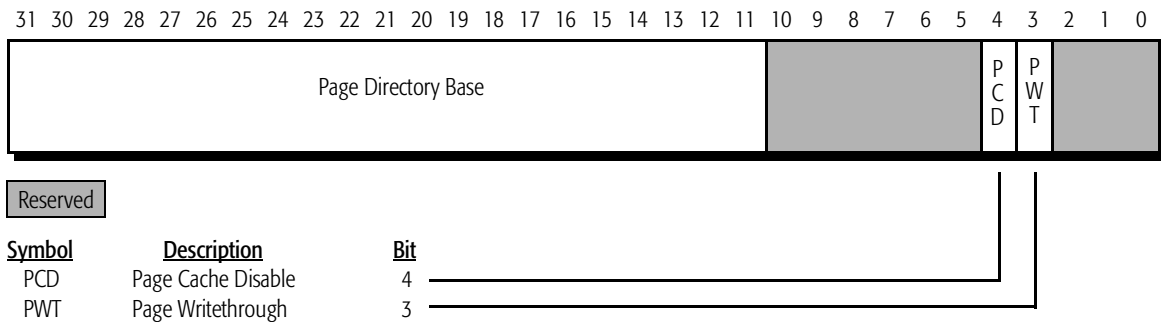 31 30 29 28 27 26 25 24 23 22 21 20 19 18 17 16 15 14 13 12 11 10 9 8 7 6 5 4 3 2 1 0
Page Directory Base
PCD
PWT
Reserved
Symbol Description Bit
PCD Page Cache Disable 4
PWT Page Writethrough 3